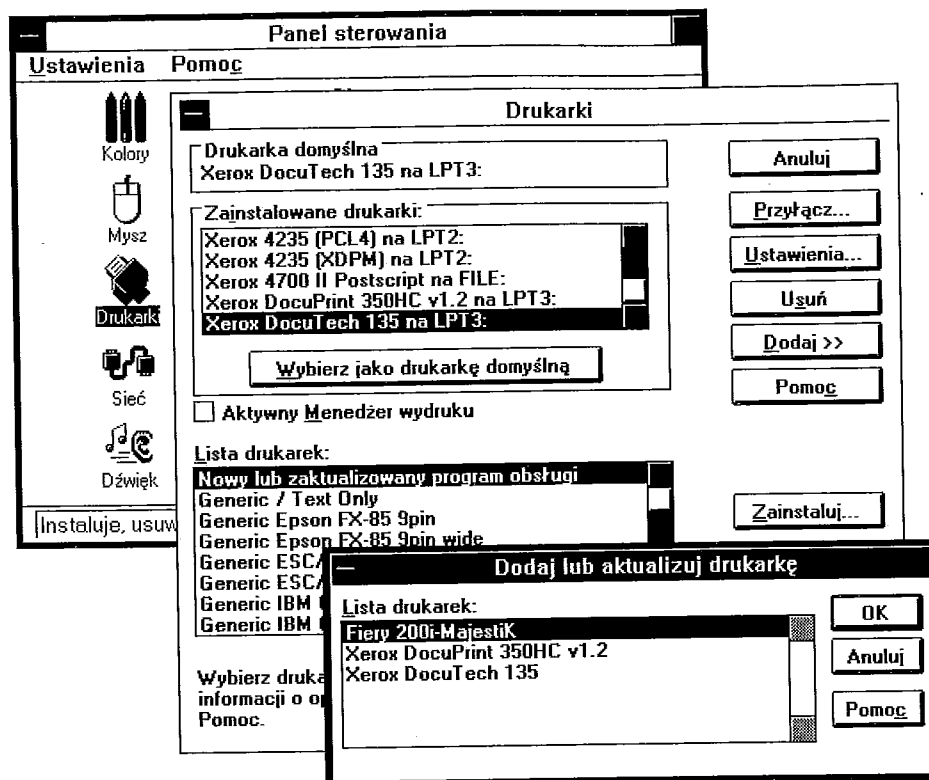 Panel sterowania
Ustawienia Pomoc
Kolory
Mysz
Drukarki
Sieć
Dźwięk
Instaluje, usuw
Drukarki
Drukarka domyślna
Xerox DocuTech 135 na LPT3:
Zainstalowane drukarki:
Xerox 4235 (PCL4) na LPT2:
Xerox 4235 (XDPM) na LPT2:
Xerox 4700 II Postscript na FILE:
Xerox DocuPrint 350HC v1.2 na LPT3:
Xerox DocuTech 135 na LPT3:
Wybierz jako drukarkę domyślną
Aktywny Menedżer wydruku
Lista drukarek:
Nowy lub zaktualizowany program obsługi
Generic / Text Only
Generic Epson FX-85 9pin
Generic Epson FX-85 9pin wide
Generic ESC/
Generic ESC/
Generic IBM
Generic IBM
Wybierz druka
informacji o op
Pomoc.
Anuluj
Przyłącz...
Ustawienia...
Usuń
Dodaj >>
Pomoc
Zainstaluj...
Dodaj lub aktualizuj drukarkę
Lista drukarek:
Fiery 200i-MajestiK
Xerox DocuPrint 350HC v1.2
Xerox DocuTech 135
OK
Anuluj
Pomoc